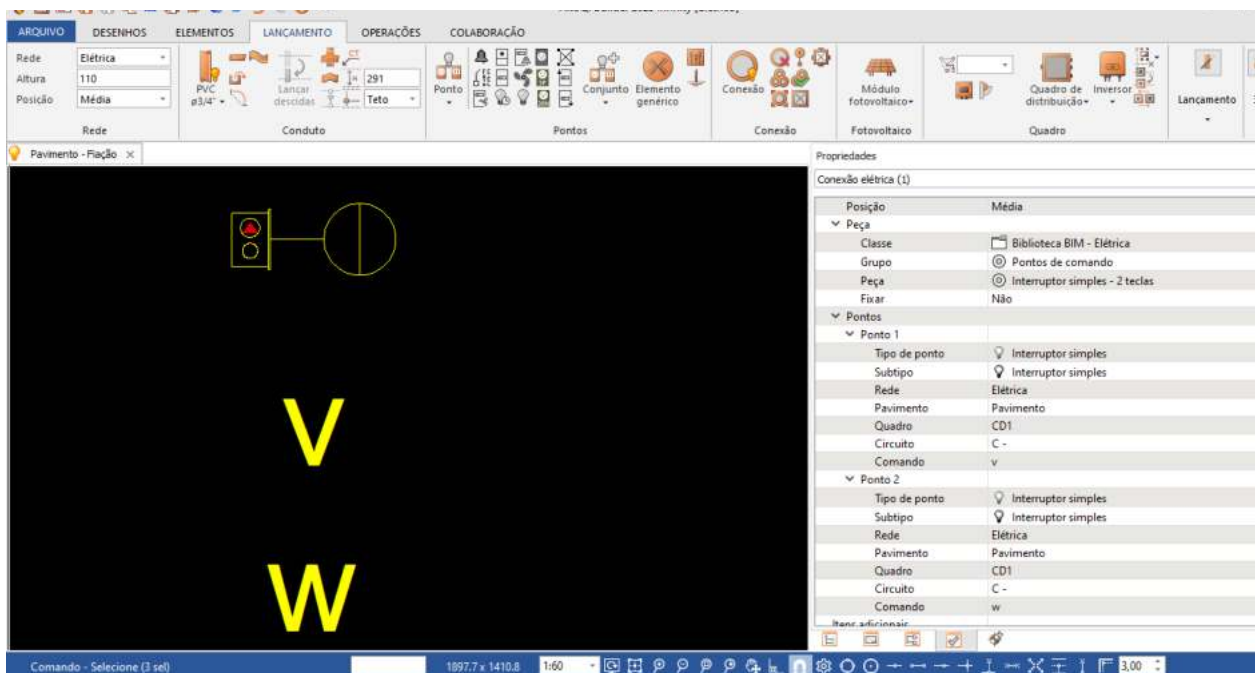 ARQUIVO DESENHOS ELEMENTOS LANÇAMENTO OPERAÇÕES COLABORAÇÃO
Rede Elétrica
Altura 110
Posição Média
Rede
PVC
ø3/4"
Lançar
descidas
291
Teto
Conduto
Ponto
Conjunto
Elemento
genérico
Pontos
Conexão
Conexão
Módulo
fotovoltaico
Fotovoltaico
Quadro de
distribuição
Inversor
Quadro
Lançamento
Pavimento - Fiação
V
W
Propriedades
Conexão elétrica (1)
Posição Média
Peça
Classe Biblioteca BIM - Elétrica
Grupo Pontos de comando
Peça Interruptor simples - 2 teclas
Fixar Não
Pontos
Ponto 1
Tipo de ponto Interruptor simples
Subtipo Interruptor simples
Rede Elétrica
Pavimento Pavimento
Quadro CD1
Circuito C -
Comando v
Ponto 2
Tipo de ponto Interruptor simples
Subtipo Interruptor simples
Rede Elétrica
Pavimento Pavimento
Quadro CD1
Circuito C -
Comando w
Itens adicionais
Comando - Selecione (3 sel) 1897.7 x 1410.8 1:60 3,00